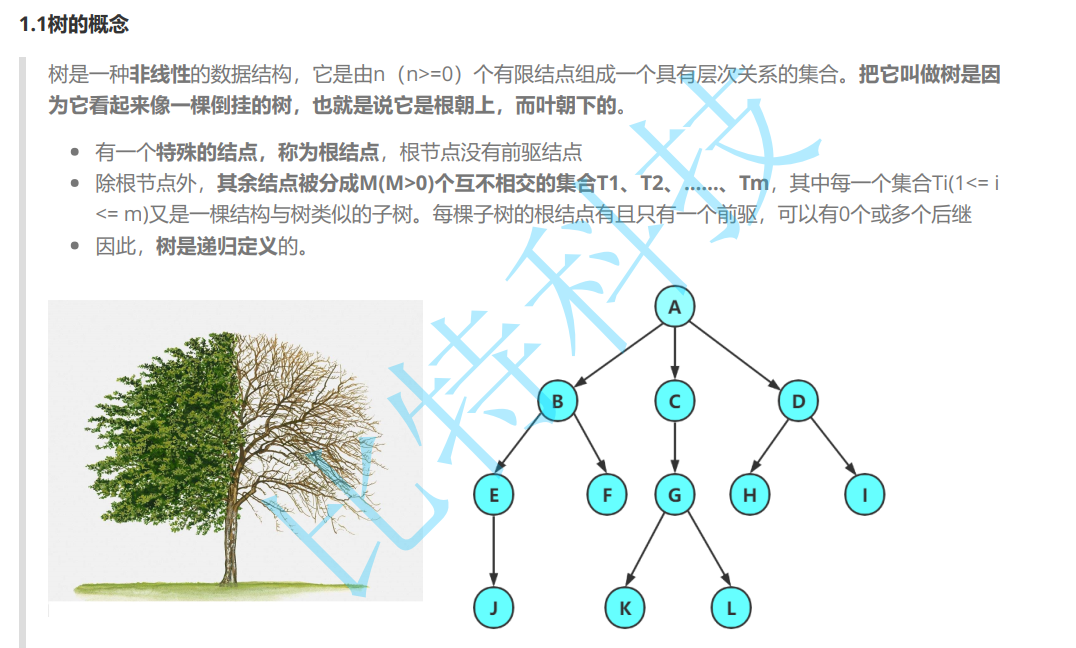 1.1树的概念
树是一种非线性的数据结构，它是由n（n>=0）个有限结点组成一个具有层次关系的集合。把它叫做树是因
为它看起来像一棵倒挂的树，也就是说它是根朝上，而叶朝下的。
有一个特殊的结点，称为根结点，根节点没有前驱结点
除根节点外，其余结点被分成M(M>0)个互不相交的集合T1、T2、……、Tm，其中每一个集合Ti(1<= i
<= m)又是一棵结构与树类似的子树。每棵子树的根结点有且只有一个前驱，可以有0个或多个后继
因此，树是递归定义的。
A
B C D
E F G H I
J K L
比特科技